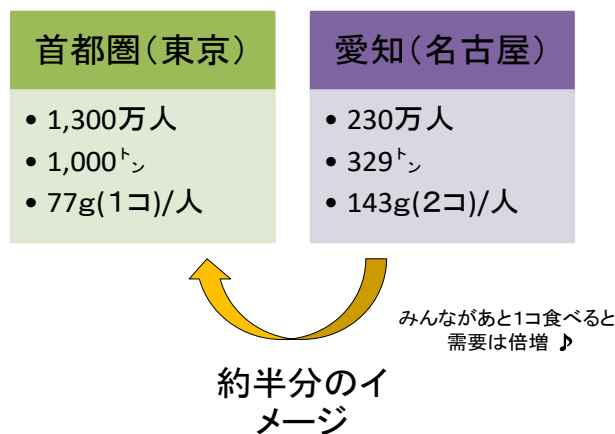 首都圏(東京)
• 1,300万人
• 1,000㌧
• 77g(1コ)/人
愛知(名古屋)
• 230万人
• 329㌧
• 143g(2コ)/人
みんながあと1コ食べると
需要は倍増♪
約半分のイ
メージ